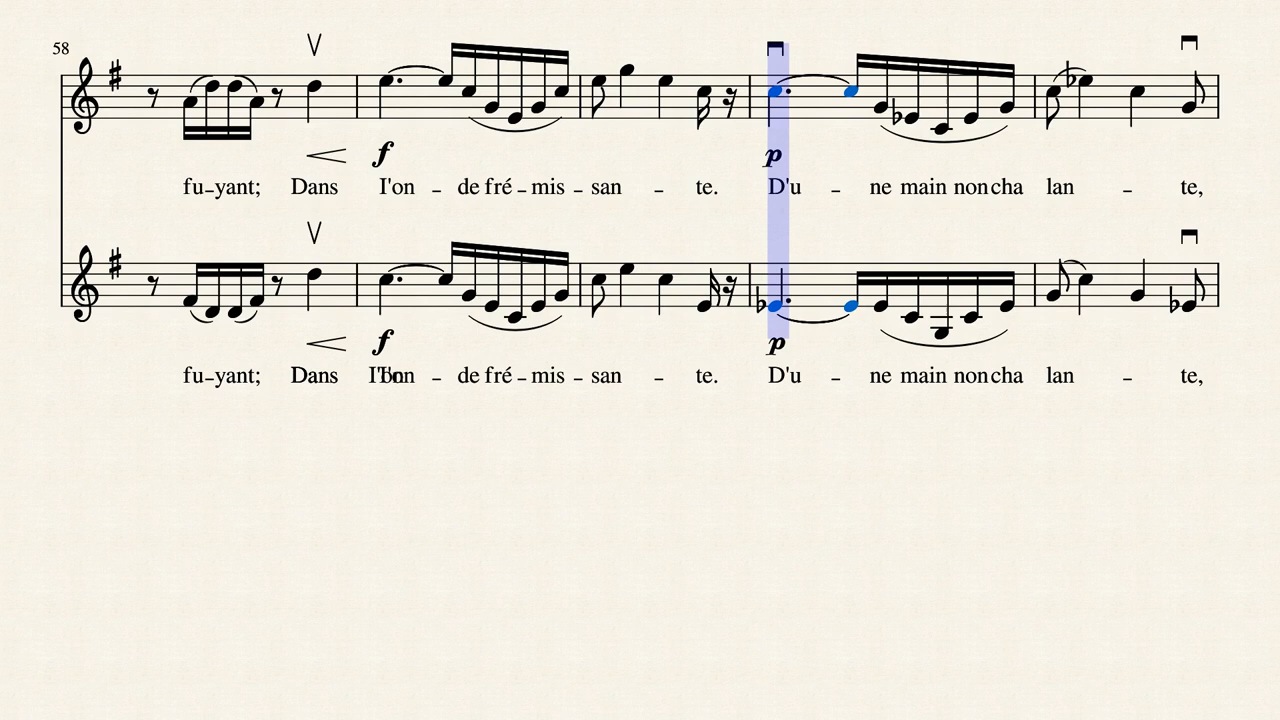 58
f p
fu-yant; Dans I'on - de fré-mis-san - te. D'u - ne main non cha lan - te,
f p
fu-yant; Dans I'on - de fré-mis-san - te. D'u - ne main non cha lan - te,